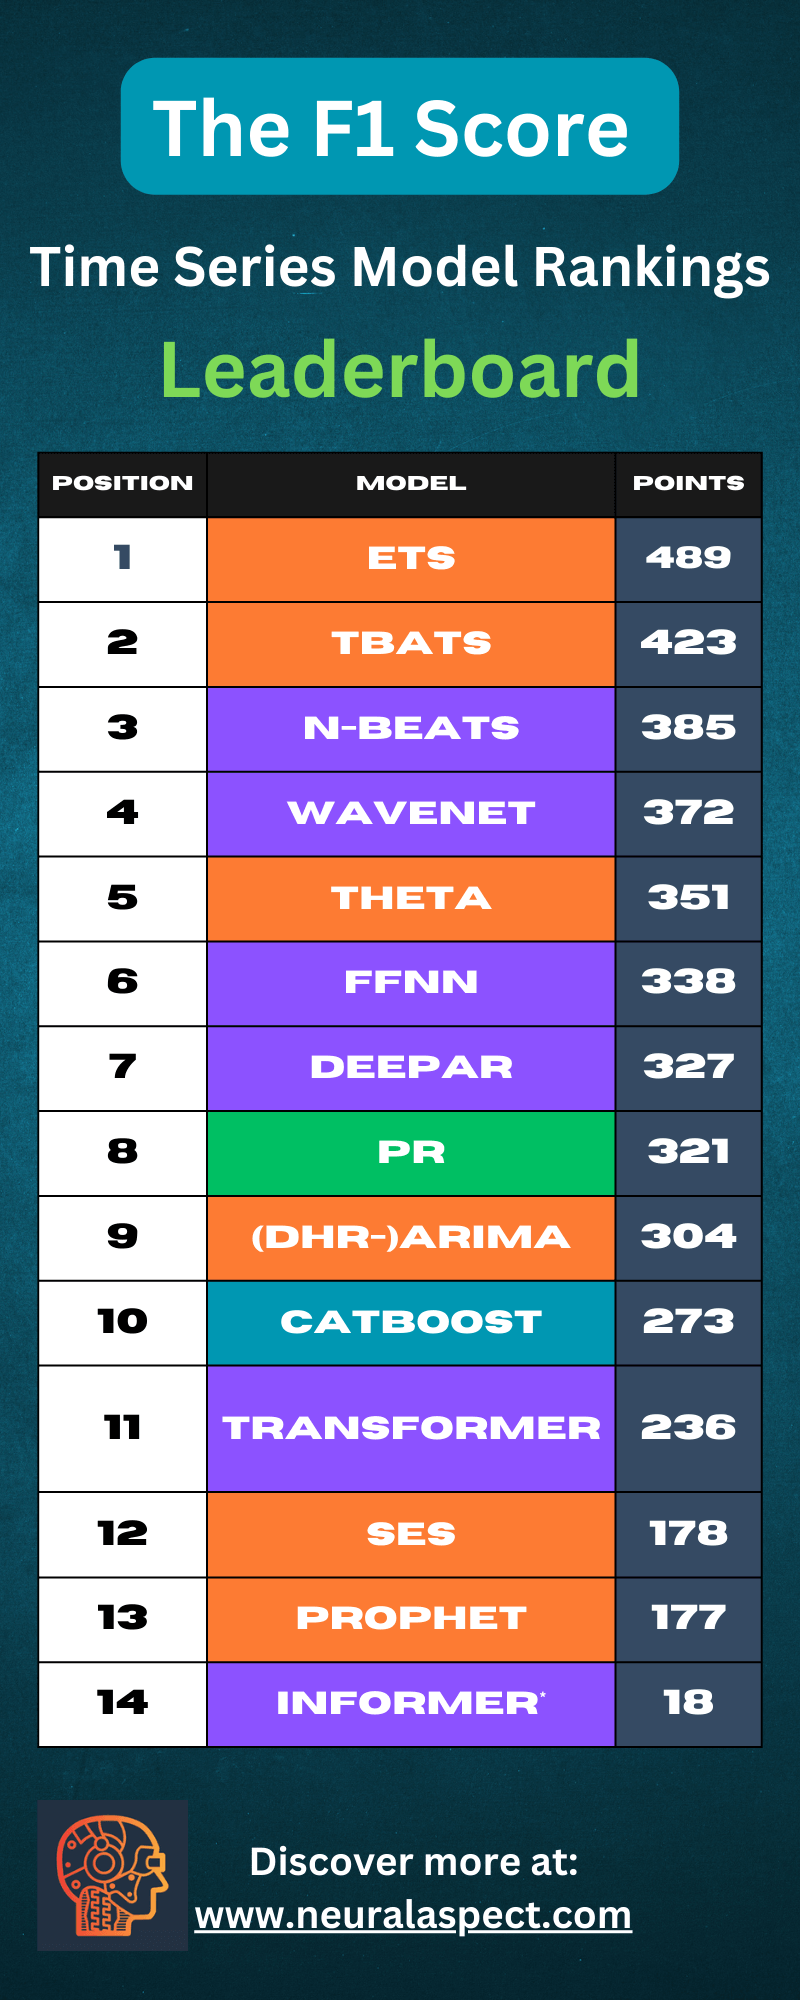 The F1 Score
Time Series Model Rankings
Leaderboard
POSITION MODEL POINTS
1 ETS 489
2 TBATS 423
3 N-BEATS 385
4 WAVENET 372
5 THETA 351
6 FFNN 338
7 DEEPAR 327
8 PR 321
9 (DHR-)ARIMA 304
10 CATBOOST 273
11 TRANSFORMER 236
12 SES 178
13 PROPHET 177
14 INFORMER* 18
Discover more at:
www.neuralaspect.com